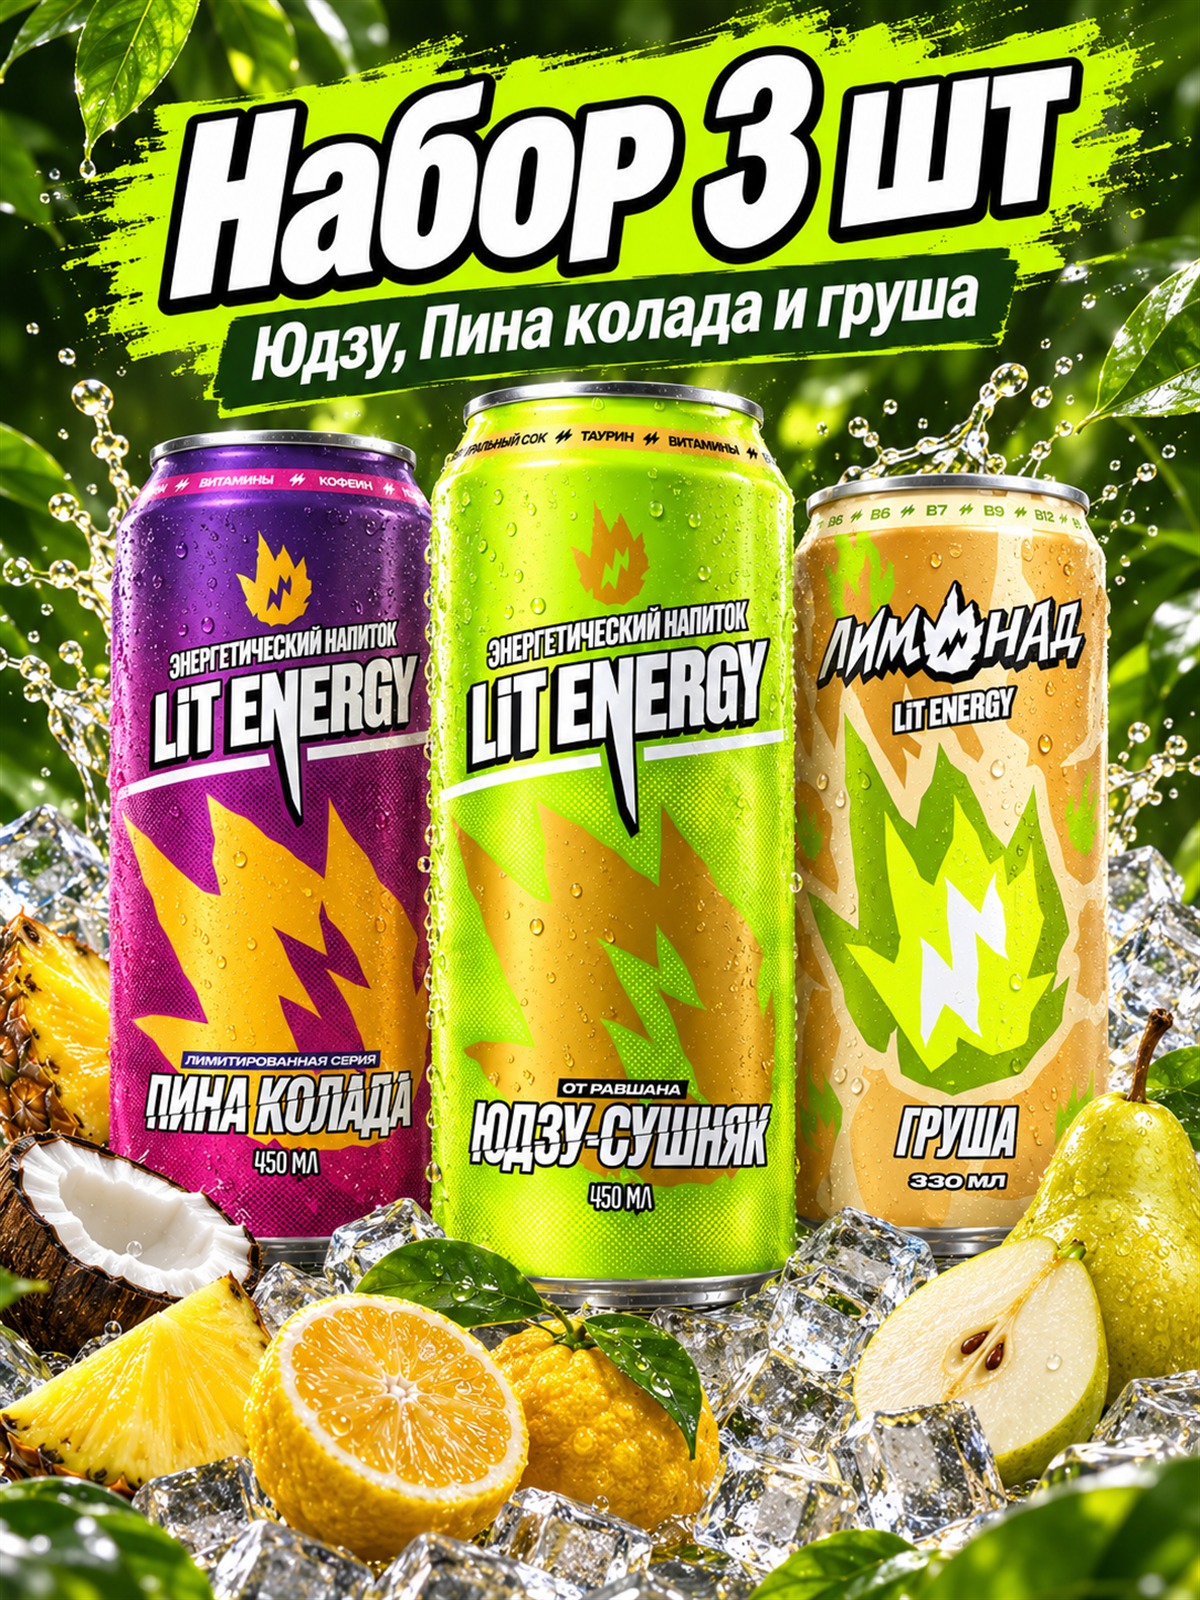 Набор 3 шт
Юдзу, Пина колада и груша
ВИТАМИНЫ КОФЕИН
ЭНЕРГЕТИЧЕСКИЙ НАПИТОК
LiT ENERGY
ЛИМИТИРОВАННАЯ СЕРИЯ
ПИНА КОЛАДА
450 МЛ
СОК ТАУРИН ВИТАМИНЫ
ЭНЕРГЕТИЧЕСКИЙ НАПИТОК
LiT ENERGY
ОТ РАВШАНА
ЮДЗУ-СУШНЯК
450 МЛ
B6 B6 B7 B9 B12
ЛИМОНАД
LiT ENERGY
ГРУША
330 МЛ